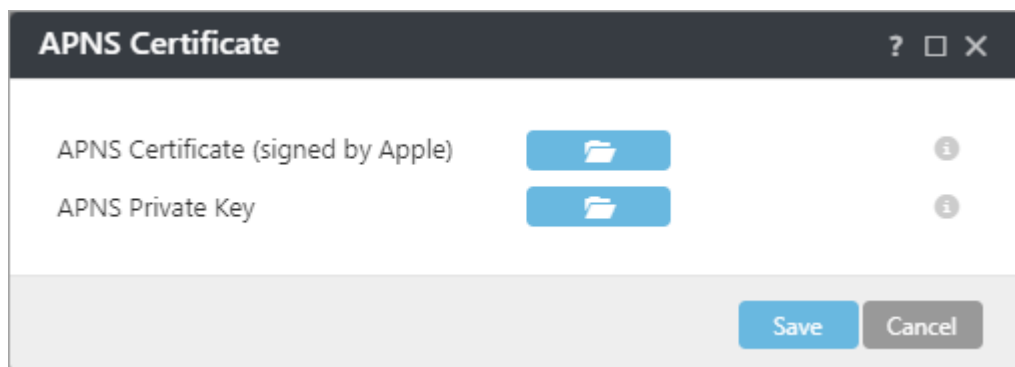 APNS Certificate ?
APNS Certificate (signed by Apple)
APNS Private Key
Save Cancel